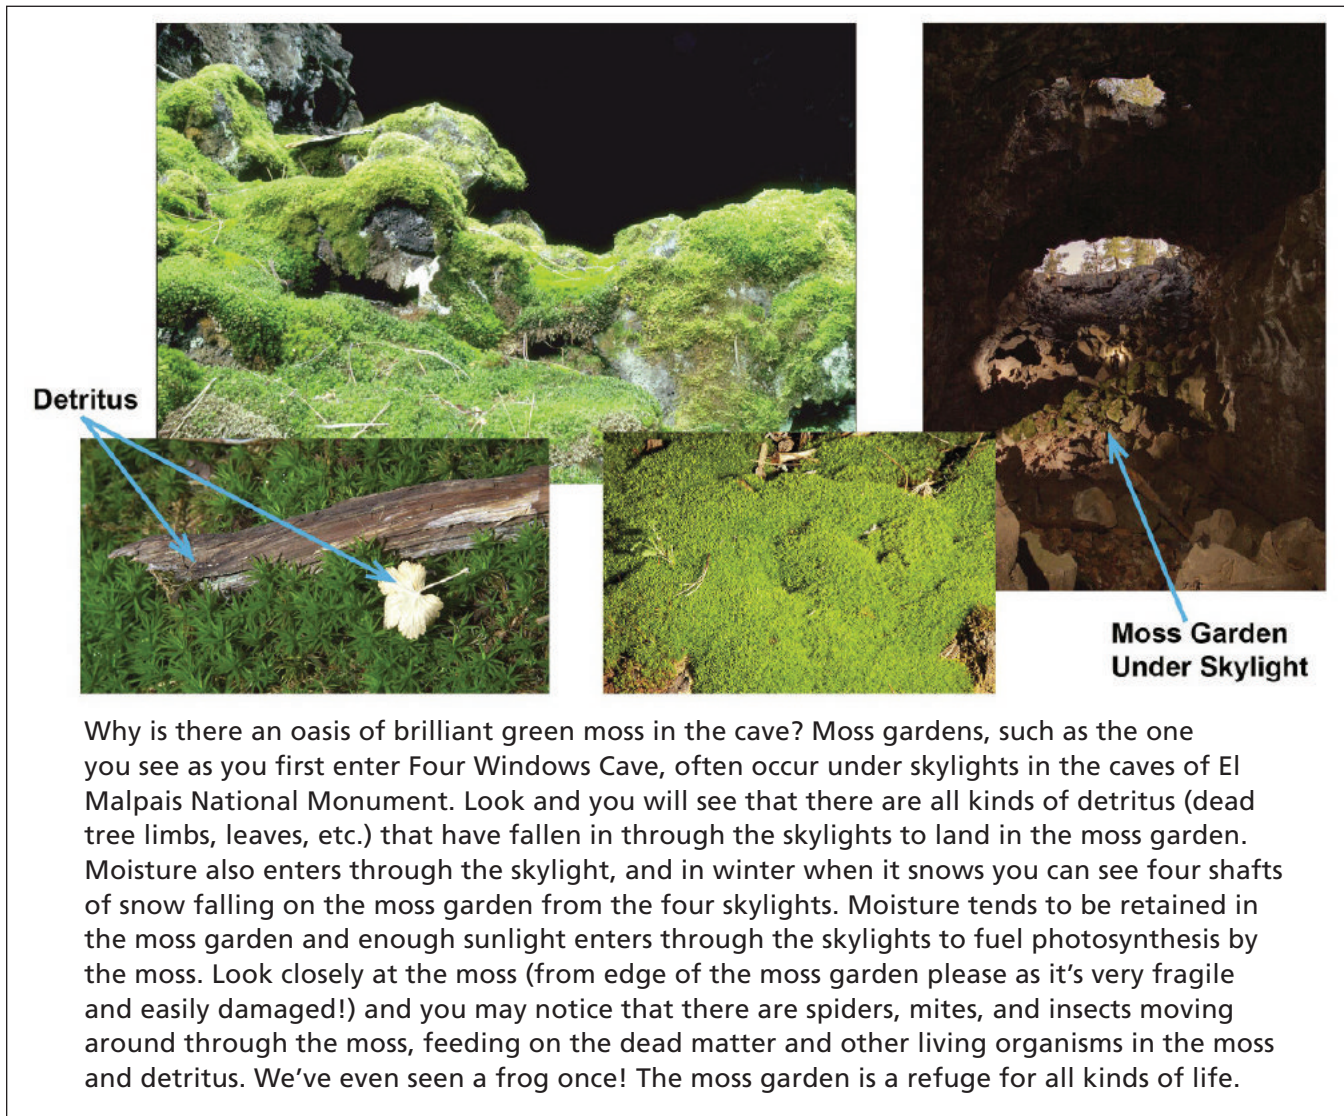 Detritus
Moss Garden
Under Skylight
Why is there an oasis of brilliant green moss in the cave? Moss gardens, such as the one
you see as you first enter Four Windows Cave, often occur under skylights in the caves of El
Malpais National Monument. Look and you will see that there are all kinds of detritus (dead
tree limbs, leaves, etc.) that have fallen in through the skylights to land in the moss garden.
Moisture also enters through the skylight, and in winter when it snows you can see four shafts
of snow falling on the moss garden from the four skylights. Moisture tends to be retained in
the moss garden and enough sunlight enters through the skylights to fuel photosynthesis by
the moss. Look closely at the moss (from edge of the moss garden please as it's very fragile
and easily damaged!) and you may notice that there are spiders, mites, and insects moving
around through the moss, feeding on the dead matter and other living organisms in the moss
and detritus. We've even seen a frog once! The moss garden is a refuge for all kinds of life.